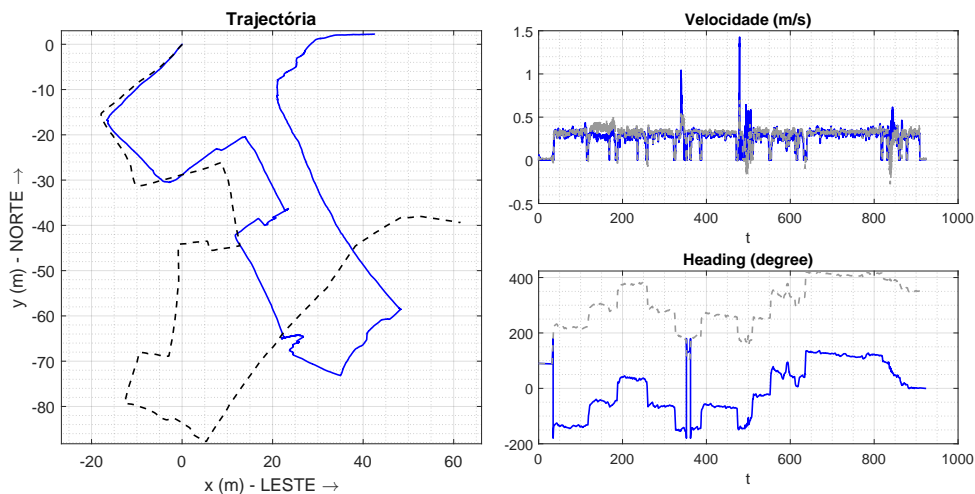 Trajectória
0
-10
-20
-30
-40
-50
-60
-70
-80
y (m) - NORTE →
-20 0 20 40 60
x (m) - LESTE →
Velocidade (m/s)
1.5
1
0.5
0
-0.5
0 200 400 600 800 1000
t
Heading (degree)
400
200
0
-200
0 200 400 600 800 1000
t